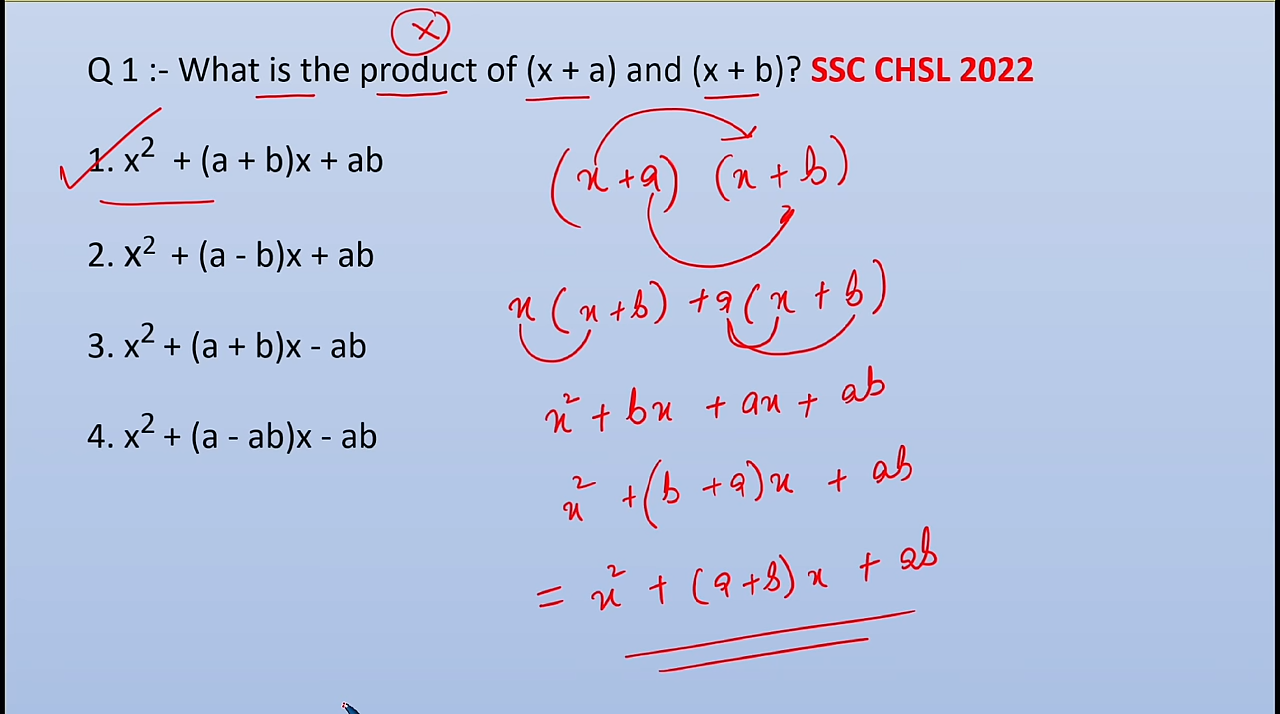 ×
Q 1 :- What is the product of (x + a) and (x + b)? SSC CHSL 2022
1. x² + (a + b)x + ab
(x + a) (x + b)
2. x² + (a - b)x + ab
x (x + b) + a (x + b)
3. x² + (a + b)x - ab
x² + bx + ax + ab
4. x² + (a - ab)x - ab
x² + (b + a)x + ab
= x² + (a + b) x + ab